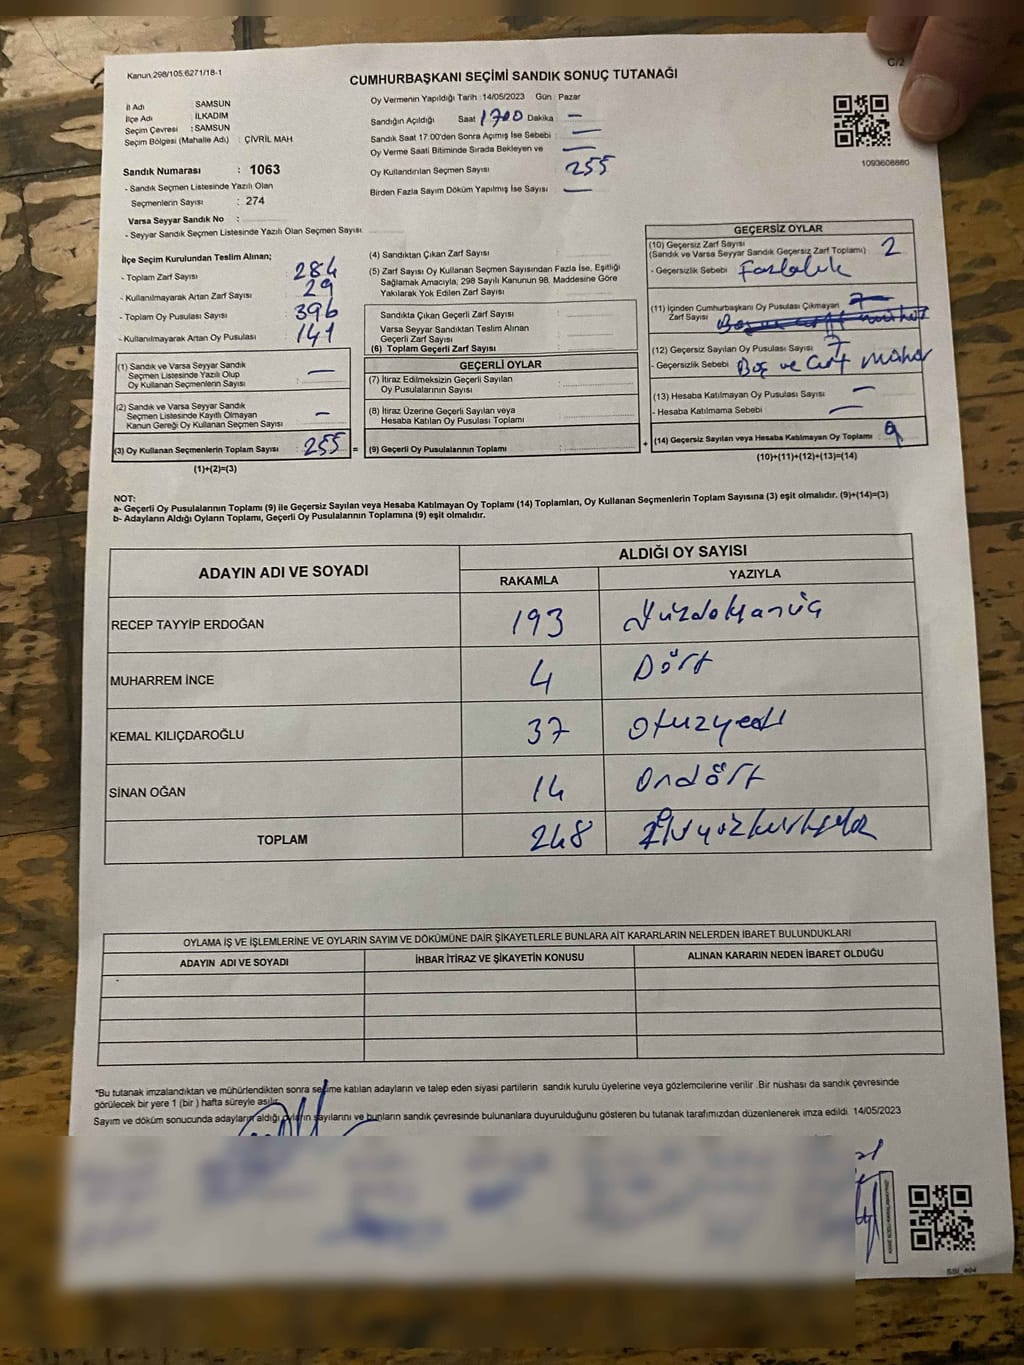 Kanun.298/105.6271/18-1
C/2
CUMHURBAŞKANI SEÇİMİ SANDIK SONUÇ TUTANAĞI
İl Adı : SAMSUN
İlçe Adı : İLKADIM
Seçim Çevresi : SAMSUN
Seçim Bölgesi (Mahalle Adı) : ÇİVRİL MAH
Sandık Numarası : 1063
- Sandık Seçmen Listesinde Yazılı Olan
Seçmenlerin Sayısı : 274
Varsa Seyyar Sandık No :
- Seyyar Sandık Seçmen Listesinde Yazılı Olan Seçmen Sayısı
Oy Vermenin Yapıldığı Tarih :14/05/2023 Gün : Pazar
Sandığın Açıldığı Saat 1700 Dakika : —
Sandık Saat 17:00'den Sonra Açmış İse Sebebi : —
Oy Verme Saati Bitiminde Sırada Bekleyen ve —
Oy Kullandırılan Seçmen Sayısı : 255
Birden Fazla Sayım Döküm Yapılmış İse Sayısı : —
1093608860
İlçe Seçim Kurulundan Teslim Alınan;
- Toplam Zarf Sayısı : 284
- Kullanılmayarak Artan Zarf Sayısı : 29
- Toplam Oy Pusulası Sayısı : 396
- Kullanılmayarak Artan Oy Pusulası : 141
(1) Sandık ve Varsa Seyyar Sandık
Seçmen Listesinde Yazılı Olup
Oy Kullanan Seçmenlerin Sayısı : —
(2) Sandık ve Varsa Seyyar Sandık
Seçmen Listesinde Kayıtlı Olmayan
Kanun Gereği Oy Kullanan Seçmen Sayısı : —
(3) Oy Kullanan Seçmenlerin Toplam Sayısı : 255 =
(1)+(2)=(3)
(4) Sandıktan Çıkan Zarf Sayısı
(5) Zarf Sayısı Oy Kullanan Seçmen Sayısından Fazla İse, Eşitliği
Sağlamak Amacıyla; 298 Sayılı Kanunun 98. Maddesine Göre
Yakılarak Yok Edilen Zarf Sayısı
Sandıkta Çıkan Geçerli Zarf Sayısı
Varsa Seyyar Sandıktan Teslim Alınan
Geçerli Zarf Sayısı
(6) Toplam Geçerli Zarf Sayısı
GEÇERLİ OYLAR
(7) İtiraz Edilmeksizin Geçerli Sayılan
Oy Pusulalarının Sayısı
(8) İtiraz Üzerine Geçerli Sayılan veya
Hesaba Katılan Oy Pusulası Toplamı
(9) Geçerli Oy Pusulalarının Toplamı +
GEÇERSİZ OYLAR
(10) Geçersiz Zarf Sayısı
(Sandık ve Varsa Seyyar Sandık Geçersiz Zarf Toplamı) 2
- Geçersizlik Sebebi : Fazlalık
(11) İçinden Cumhurbaşkanı Oy Pusulası Çıkmayan 7
Zarf Sayısı
(12) Geçersiz Sayılan Oy Pusulası Sayısı : 7
- Geçersizlik Sebebi : Boş ve Çift Mühür
(13) Hesaba Katılmayan Oy Pusulası Sayısı : —
- Hesaba Katılmama Sebebi : —
(14) Geçersiz Sayılan veya Hesaba Katılmayan Oy Toplamı : 9
(10)+(11)+(12)+(13)=(14)
NOT:
a- Geçerli Oy Pusulalarının Toplamı (9) ile Geçersiz Sayılan veya Hesaba Katılmayan Oy Toplamı (14) Toplamları, Oy Kullanan Seçmenlerin Toplam Sayısına (3) eşit olmalıdır. (9)+(14)=(3)
b- Adayların Aldığı Oyların Toplamı, Geçerli Oy Pusulalarının Toplamına (9) eşit olmalıdır.
ADAYIN ADI VE SOYADI
ALDIĞI OY SAYISI
RAKAMLA YAZIYLA
RECEP TAYYİP ERDOĞAN 193 Yüzdoksanüç
MUHARREM İNCE 4 Dört
KEMAL KILIÇDAROĞLU 37 Otuzyedi
SİNAN OĞAN 14 Ondört
TOPLAM 248 İkiyüzkırksekiz
OYLAMA İŞ VE İŞLEMLERİNE VE OYLARIN SAYIM VE DÖKÜMÜNE DAİR ŞİKAYETLERLE BUNLARA AİT KARARLARIN NELERDEN İBARET BULUNDUKLARI
ADAYIN ADI VE SOYADI İHBAR İTİRAZ VE ŞİKAYETİN KONUSU ALINAN KARARIN NEDEN İBARET OLDUĞU
*Bu tutanak imzalandıktan ve mühürlendikten sonra seçime katılan adayların ve talep eden siyasi partilerin sandık kurulu üyelerine veya gözlemcilerine verilir .Bir nüshası da sandık çevresinde
görülecek bir yere 1 (bir ) hafta süreyle asılır.
Sayım ve döküm sonucunda adayların aldığı oyların sayılarını ve bunların sandık çevresinde bulunanlara duyurulduğunu gösteren bu tutanak tarafımızdan düzenlenerek imza edildi. 14/05/2023